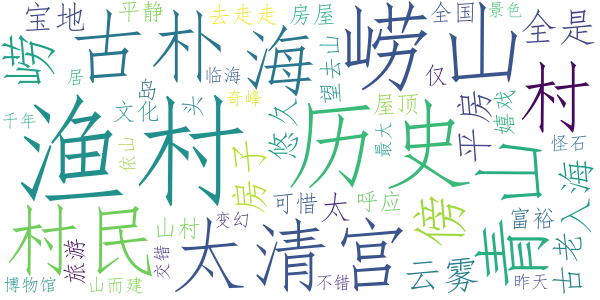 宝地
平静
去走走
房屋
全国
景色
崂
古朴
海
崂山
全是
居
岛
临海
望去
山
仅
村
千年
文化
头
奇峰
悠久
屋顶
平房
嬉戏
最大
怪石
渔村
依山
房子
历史
山
入海
村民
山村
变幻
可惜
太
呼应
傍
青
富裕
古老
旅游
交错
太清宫
云雾
昨天
博物馆
山而建
不错